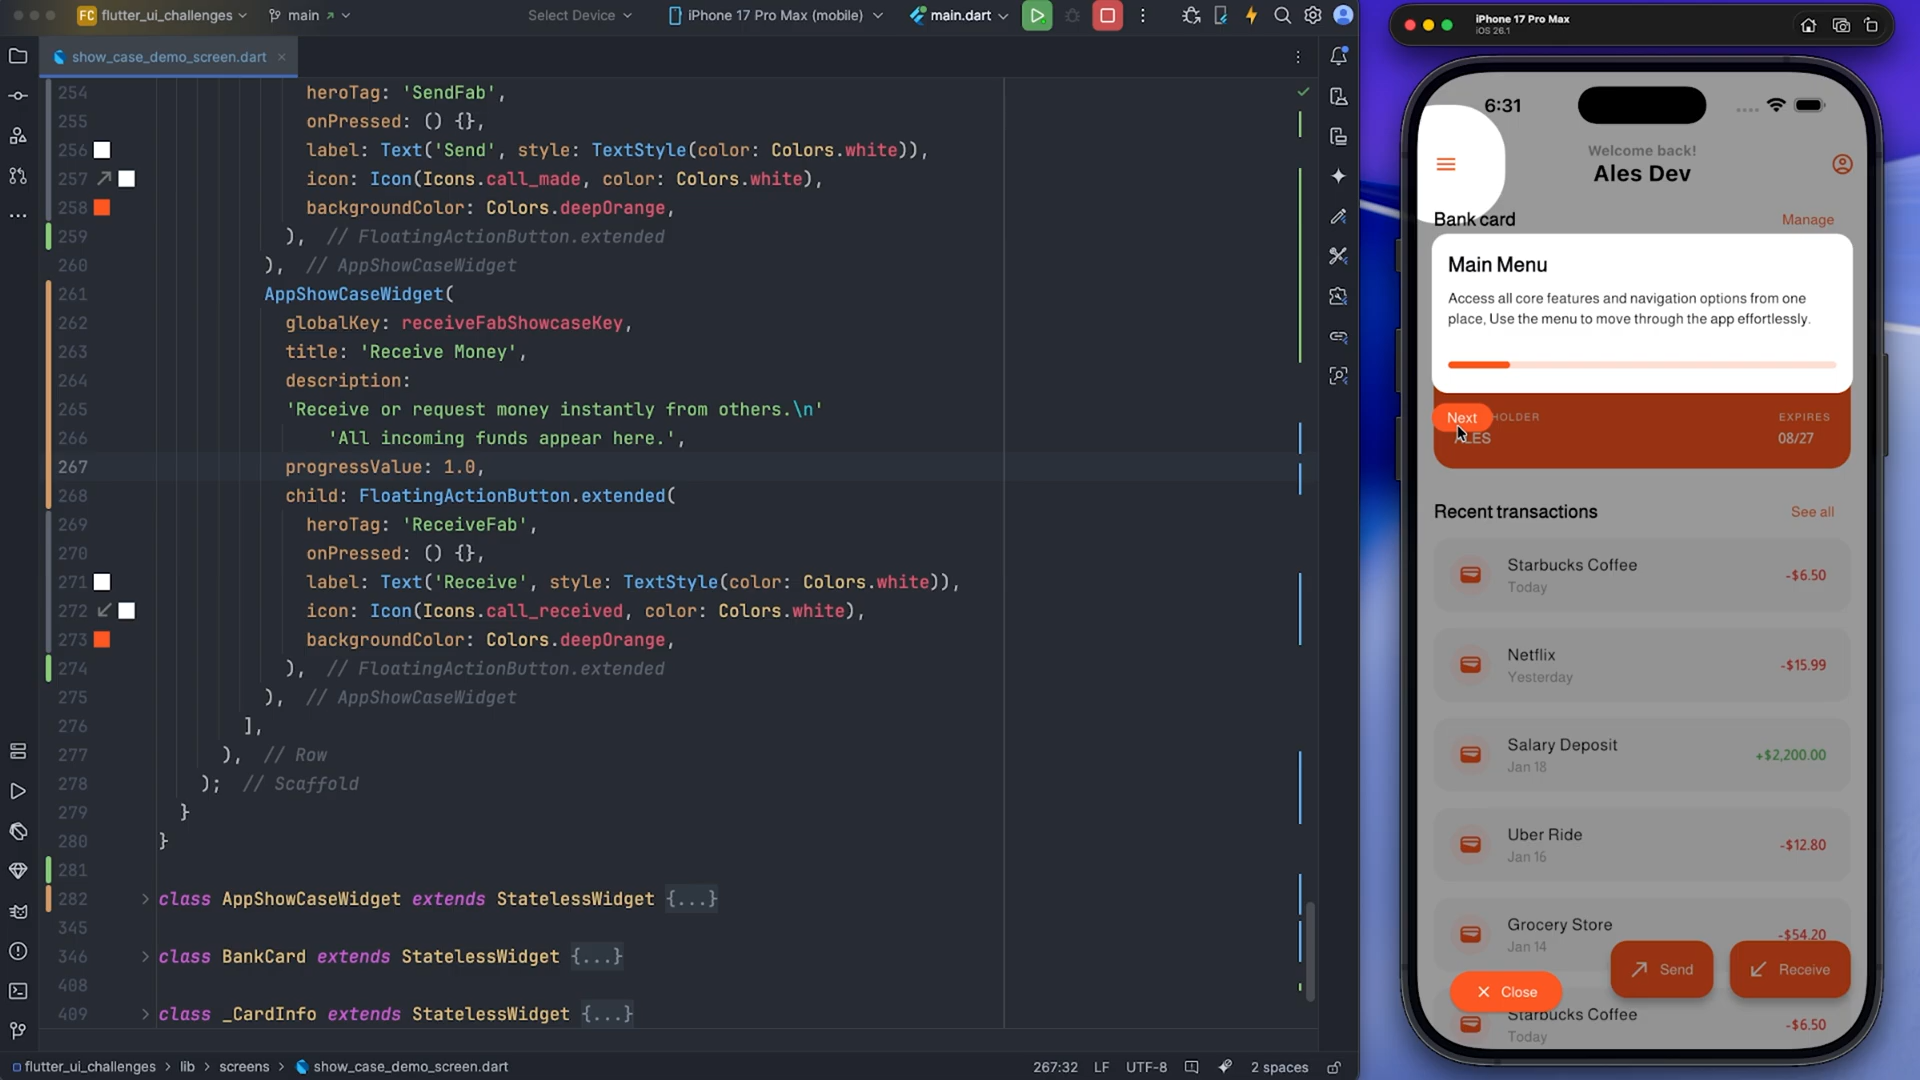 FC flutter_ui_challenges
main
Select Device
iPhone 17 Pro Max (mobile)
main.dart
show_case_demo_screen.dart
254 heroTag: 'SendFab',
255 onPressed: () {},
256 label: Text('Send', style: TextStyle(color: Colors.white)),
257 icon: Icon(Icons.call_made, color: Colors.white),
258 backgroundColor: Colors.deepOrange,
259 ), // FloatingActionButton.extended
260 ), // AppShowCaseWidget
261 AppShowCaseWidget(
262 globalKey: receiveFabShowcaseKey,
263 title: 'Receive Money',
264 description:
265 'Receive or request money instantly from others.\n'
266 'All incoming funds appear here.',
267 progressValue: 1.0,
268 child: FloatingActionButton.extended(
269 heroTag: 'ReceiveFab',
270 onPressed: () {},
271 label: Text('Receive', style: TextStyle(color: Colors.white)),
272 icon: Icon(Icons.call_received, color: Colors.white),
273 backgroundColor: Colors.deepOrange,
274 ), // FloatingActionButton.extended
275 ), // AppShowCaseWidget
276 ],
277 ), // Row
278 ); // Scaffold
279 }
280 }
281
282 class AppShowCaseWidget extends StatelessWidget {...}
345
346 class BankCard extends StatelessWidget {...}
408
409 class _CardInfo extends StatelessWidget {...}
flutter_ui_challenges > lib > screens > show_case_demo_screen.dart
267:32 LF UTF-8 2 spaces
iPhone 17 Pro Max
iOS 26.1
6:31
Welcome back!
Ales Dev
Bank card
Manage
Main Menu
Access all core features and navigation options from one
place, Use the menu to move through the app effortlessly.
Next
HOLDER
EXPIRES
ALES
08/27
Recent transactions
See all
Starbucks Coffee
Today
-$6.50
Netflix
Yesterday
-$15.99
Salary Deposit
Jan 18
+$2,200.00
Uber Ride
Jan 16
-$12.80
Grocery Store
Jan 14
-$54.20
Send
Receive
Close
Starbucks Coffee
Today
-$6.50